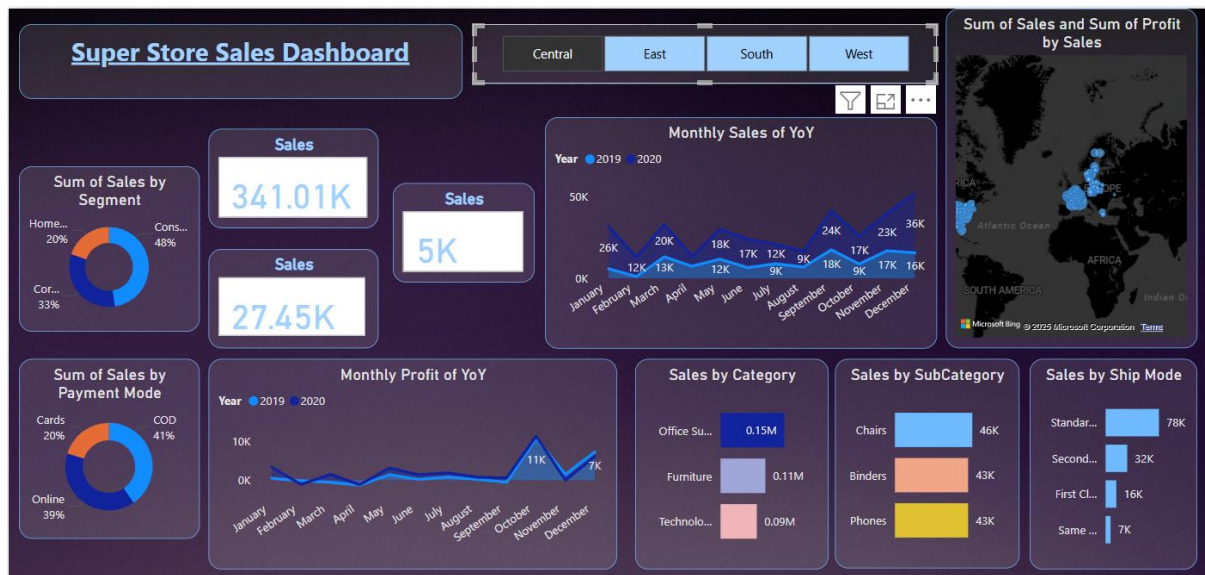 Super Store Sales Dashboard
Central
East
South
West
Sum of Sales and Sum of Profit
by Sales
AFRICA
EUROPE
Atlantic Ocean
AFRICA
SOUTH AMERICA
Microsoft Bing
© 2025 Microsoft Corporation
Terms
Sales
341.01K
Sales
5K
Sales
27.45K
Sum of Sales by
Segment
Home...
20%
Cons...
48%
Cor...
33%
Monthly Sales of YoY
Year 2019 2020
50K
0K
26K
12K
20K
13K
18K
12K
17K
12K
9K
9K
24K
18K
17K
9K
23K
17K
36K
16K
January
February
March
April
May
June
July
August
September
October
November
December
Sum of Sales by
Payment Mode
Cards
20%
COD
41%
Online
39%
Monthly Profit of YoY
Year 2019 2020
10K
0K
11K
7K
January
February
March
April
May
June
July
August
September
October
November
December
Sales by Category
Office Su... 0.15M
Furniture 0.11M
Technolo... 0.09M
Sales by SubCategory
Chairs 46K
Binders 43K
Phones 43K
Sales by Ship Mode
Standar... 78K
Second... 32K
First Cl... 16K
Same ... 7K